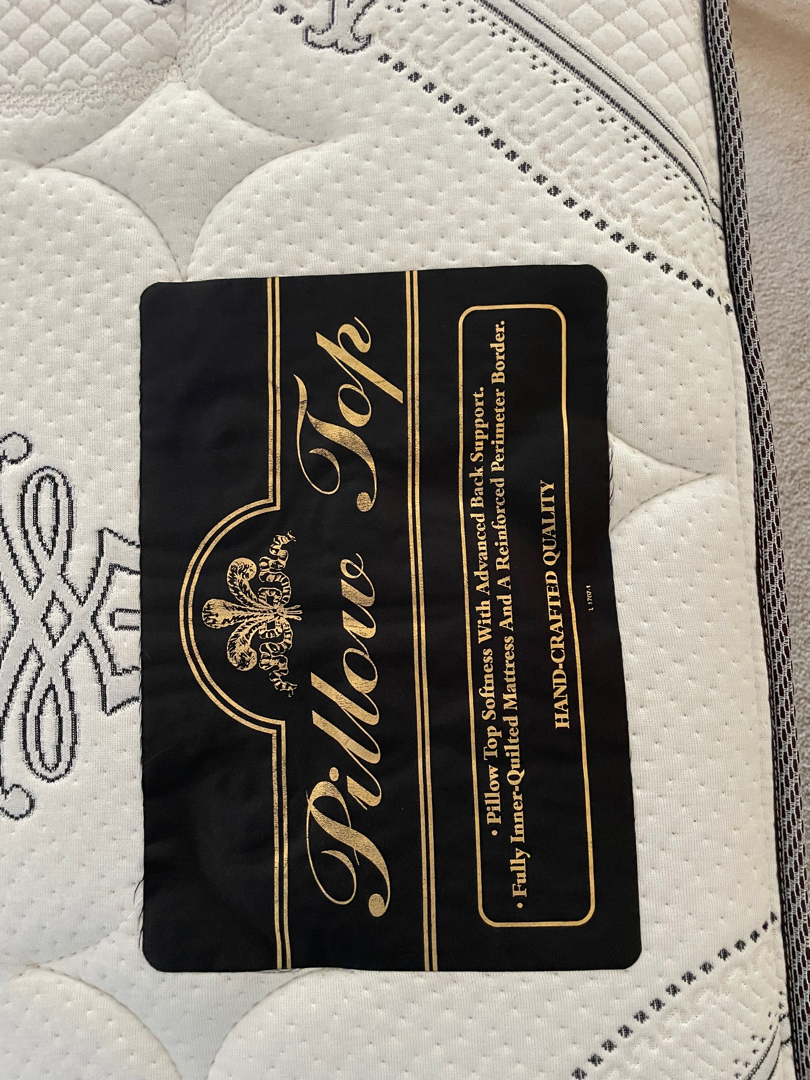 Pillow Top
• Pillow Top Softness With Advanced Back Support.
• Fully Inner-Quilted Mattress And A Reinforced Perimeter Border.
HAND-CRAFTED QUALITY